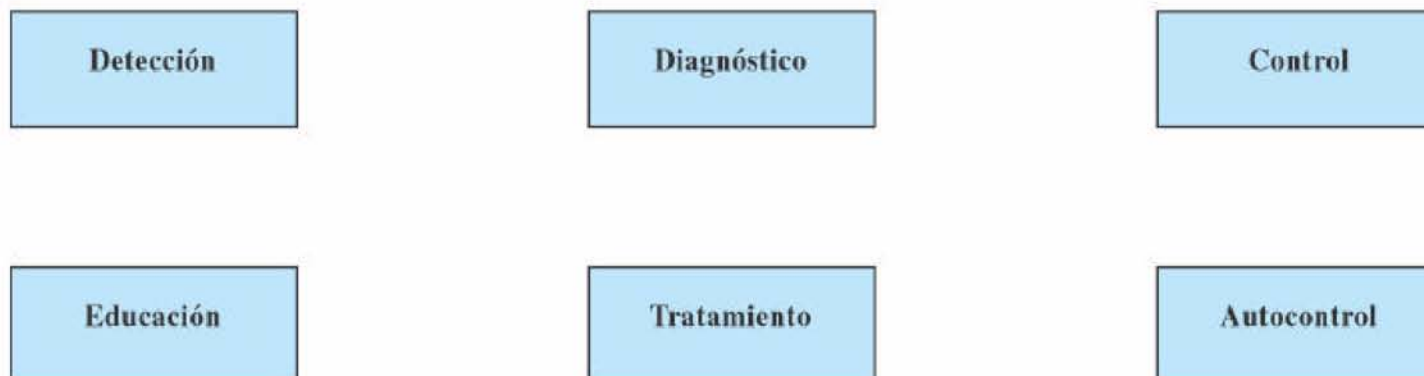 Detección
Diagnóstico
Control
Educación
Tratamiento
Autocontrol